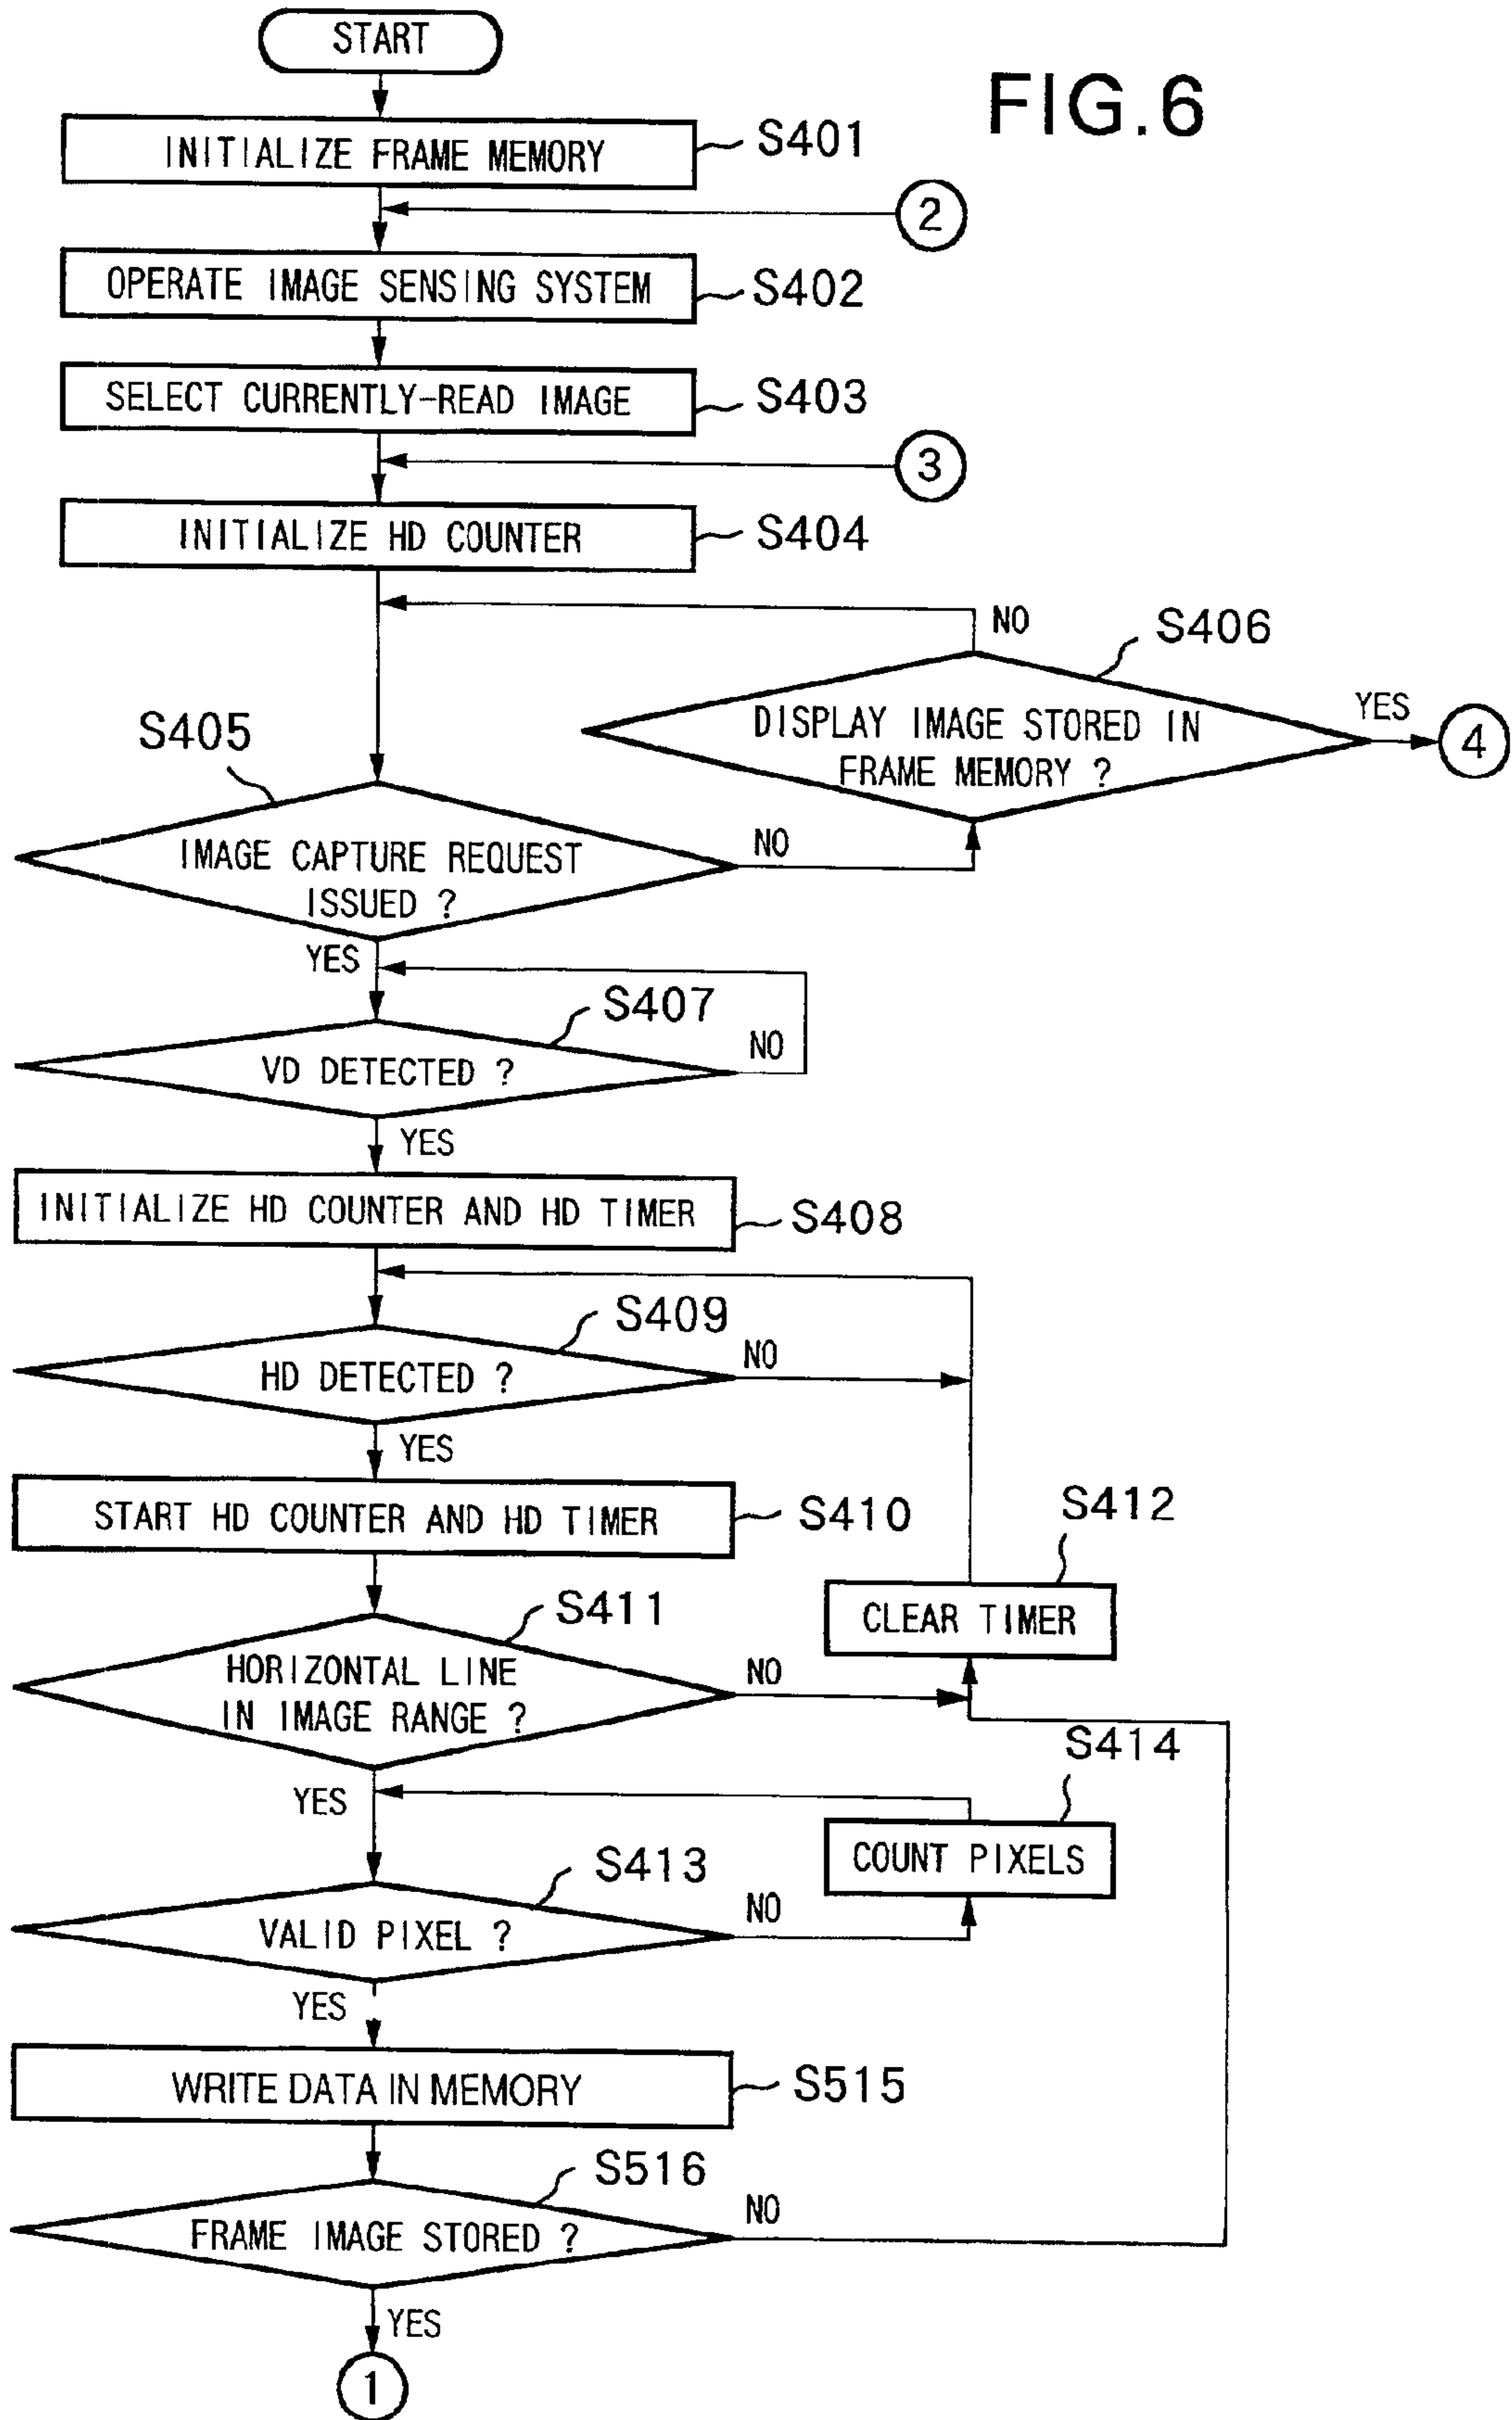 START
FIG.6
INITIALIZE FRAME MEMORY
S401
2
OPERATE IMAGE SENSING SYSTEM
S402
SELECT CURRENTLY-READ IMAGE
S403
3
INITIALIZE HD COUNTER
S404
NO
S406
DISPLAY IMAGE STORED IN
FRAME MEMORY ?
YES
4
S405
IMAGE CAPTURE REQUEST
ISSUED ?
NO
YES
S407
VD DETECTED ?
NO
YES
INITIALIZE HD COUNTER AND HD TIMER
S408
S409
HD DETECTED ?
NO
YES
START HD COUNTER AND HD TIMER
S410
S412
CLEAR TIMER
S411
HORIZONTAL LINE
IN IMAGE RANGE ?
NO
YES
S414
COUNT PIXELS
S413
VALID PIXEL ?
NO
YES
WRITE DATA IN MEMORY
S515
S516
FRAME IMAGE STORED ?
NO
YES
1